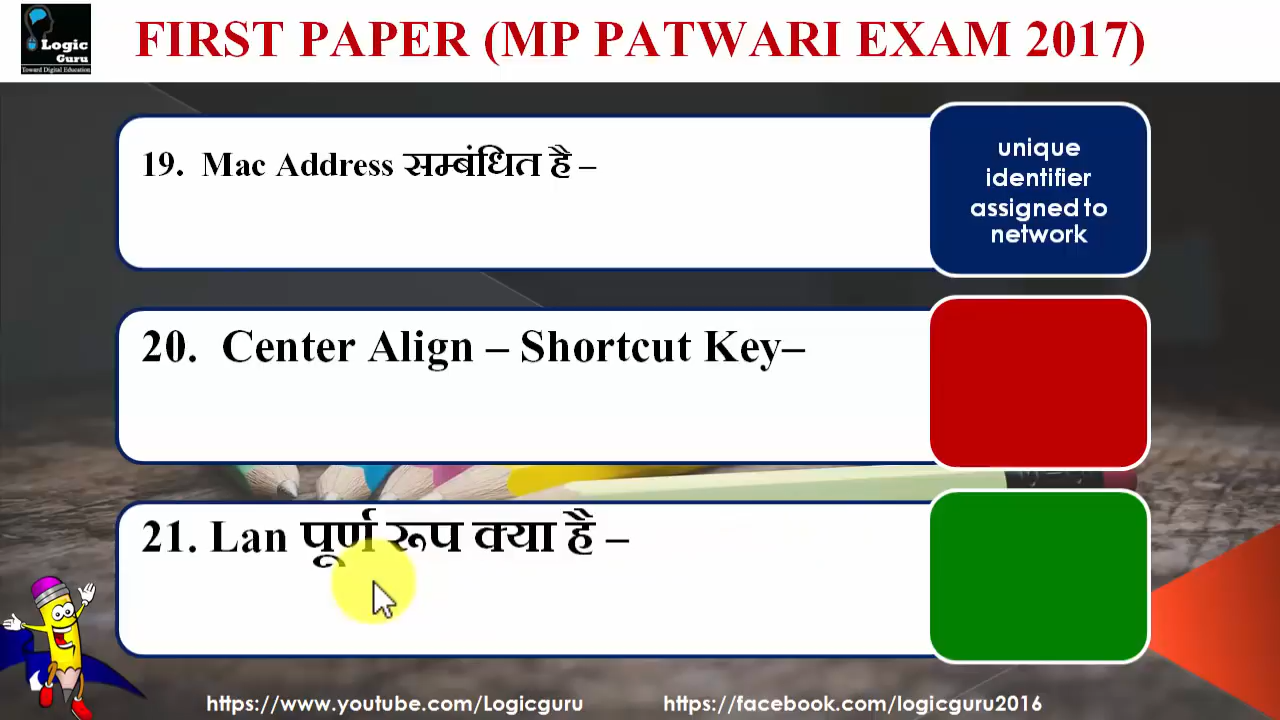 Logic
Guru
Toward Digital Education
FIRST PAPER (MP PATWARI EXAM 2017)
19. Mac Address सम्बंधित है –
unique
identifier
assigned to
network
20. Center Align – Shortcut Key–
21. Lan पूर्ण रूप क्या है –
https://www.youtube.com/Logicguru
https://facebook.com/logicguru2016